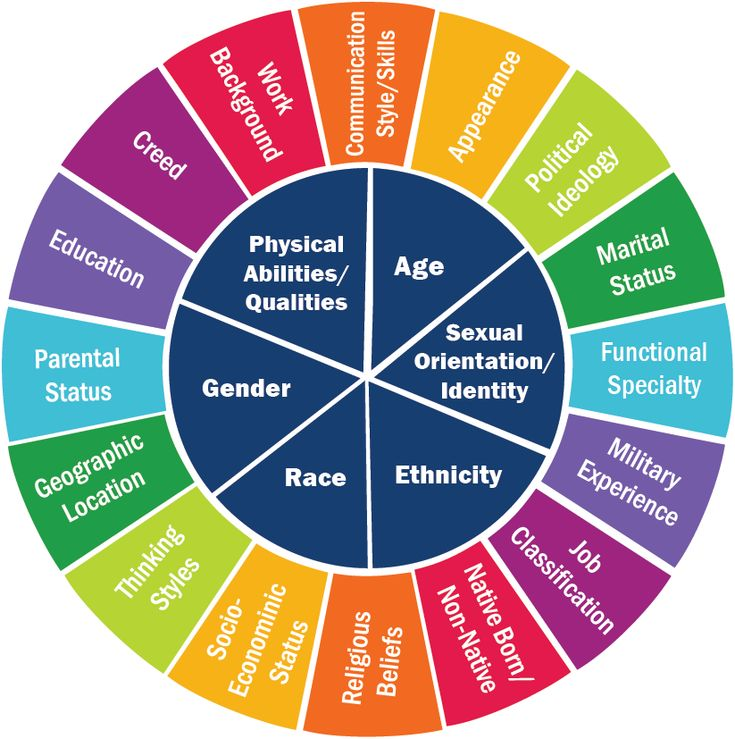 Communication
Style/Skills
Appearance
Political
Ideology
Marital
Status
Functional
Specialty
Military
Experience
Job
Classification
Native Born/
Non-Native
Religious
Beliefs
Socio-
Econominic
Status
Thinking
Styles
Geographic
Location
Parental
Status
Education
Creed
Work
Background
Physical
Abilities/
Qualities
Age
Sexual
Orientation/
Identity
Ethnicity
Race
Gender